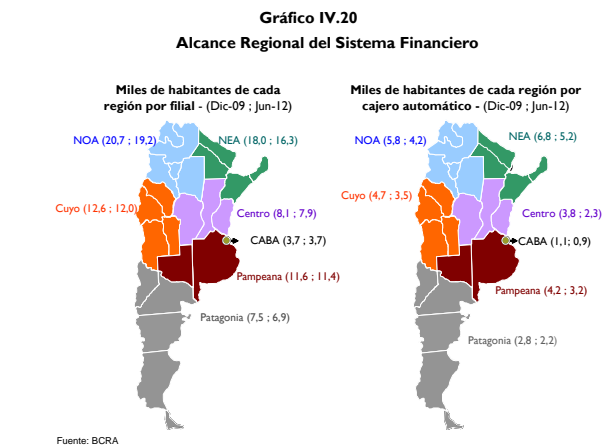 Gráfico IV.20
Alcance Regional del Sistema Financiero
Miles de habitantes de cada
región por filial - (Dic-09 ; Jun-12)
NOA (20,7 ; 19,2)
NEA (18,0 ; 16,3)
Cuyo (12,6 ; 12,0)
Centro (8,1 ; 7,9)
CABA (3,7 ; 3,7)
Pampeana (11,6 ; 11,4)
Patagonia (7,5 ; 6,9)
Miles de habitantes de cada región por
cajero automático - (Dic-09 ; Jun-12)
NOA (5,8 ; 4,2)
NEA (6,8 ; 5,2)
Cuyo (4,7 ; 3,5)
Centro (3,8 ; 2,3)
CABA (1,1; 0,9)
Pampeana (4,2 ; 3,2)
Patagonia (2,8 ; 2,2)
Fuente: BCRA